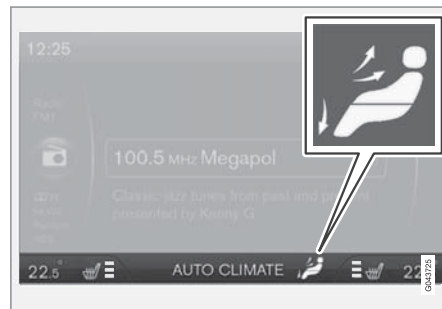 12:25
Radio
FM1
100.5 MHz Megapol
Classic jazz tunes from past and present
presented by Kenny G
NEWS
22.5°
AUTO CLIMATE
22
G043725